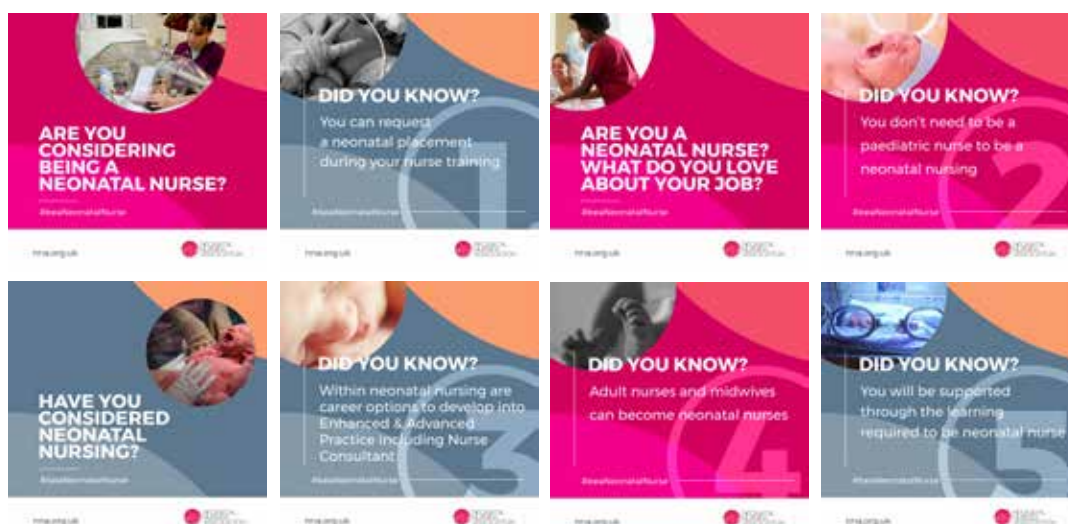 ARE YOU
CONSIDERING
BEING A
NEONATAL NURSE?
#beaNeonatalNurse
nna.org.uk
DID YOU KNOW?
You can request
a neonatal placement
during your nurse training
1
#beaNeonatalNurse
nna.org.uk
ARE YOU A
NEONATAL NURSE?
WHAT DO YOU LOVE
ABOUT YOUR JOB?
#beaNeonatalNurse
nna.org.uk
DID YOU KNOW?
You don't need to be a
paediatric nurse to be a
neonatal nursing
2
#beaNeonatalNurse
nna.org.uk
HAVE YOU
CONSIDERED
NEONATAL
NURSING?
#beaNeonatalNurse
nna.org.uk
DID YOU KNOW?
Within neonatal nursing are
career options to develop into
Enhanced & Advanced
Practice including Nurse
Consultant
3
#beaNeonatalNurse
nna.org.uk
DID YOU KNOW?
Adult nurses and midwives
can become neonatal nurses
4
#beaNeonatalNurse
nna.org.uk
DID YOU KNOW?
You will be supported
through the learning
required to be neonatal nurse
5
#beaNeonatalNurse
nna.org.uk